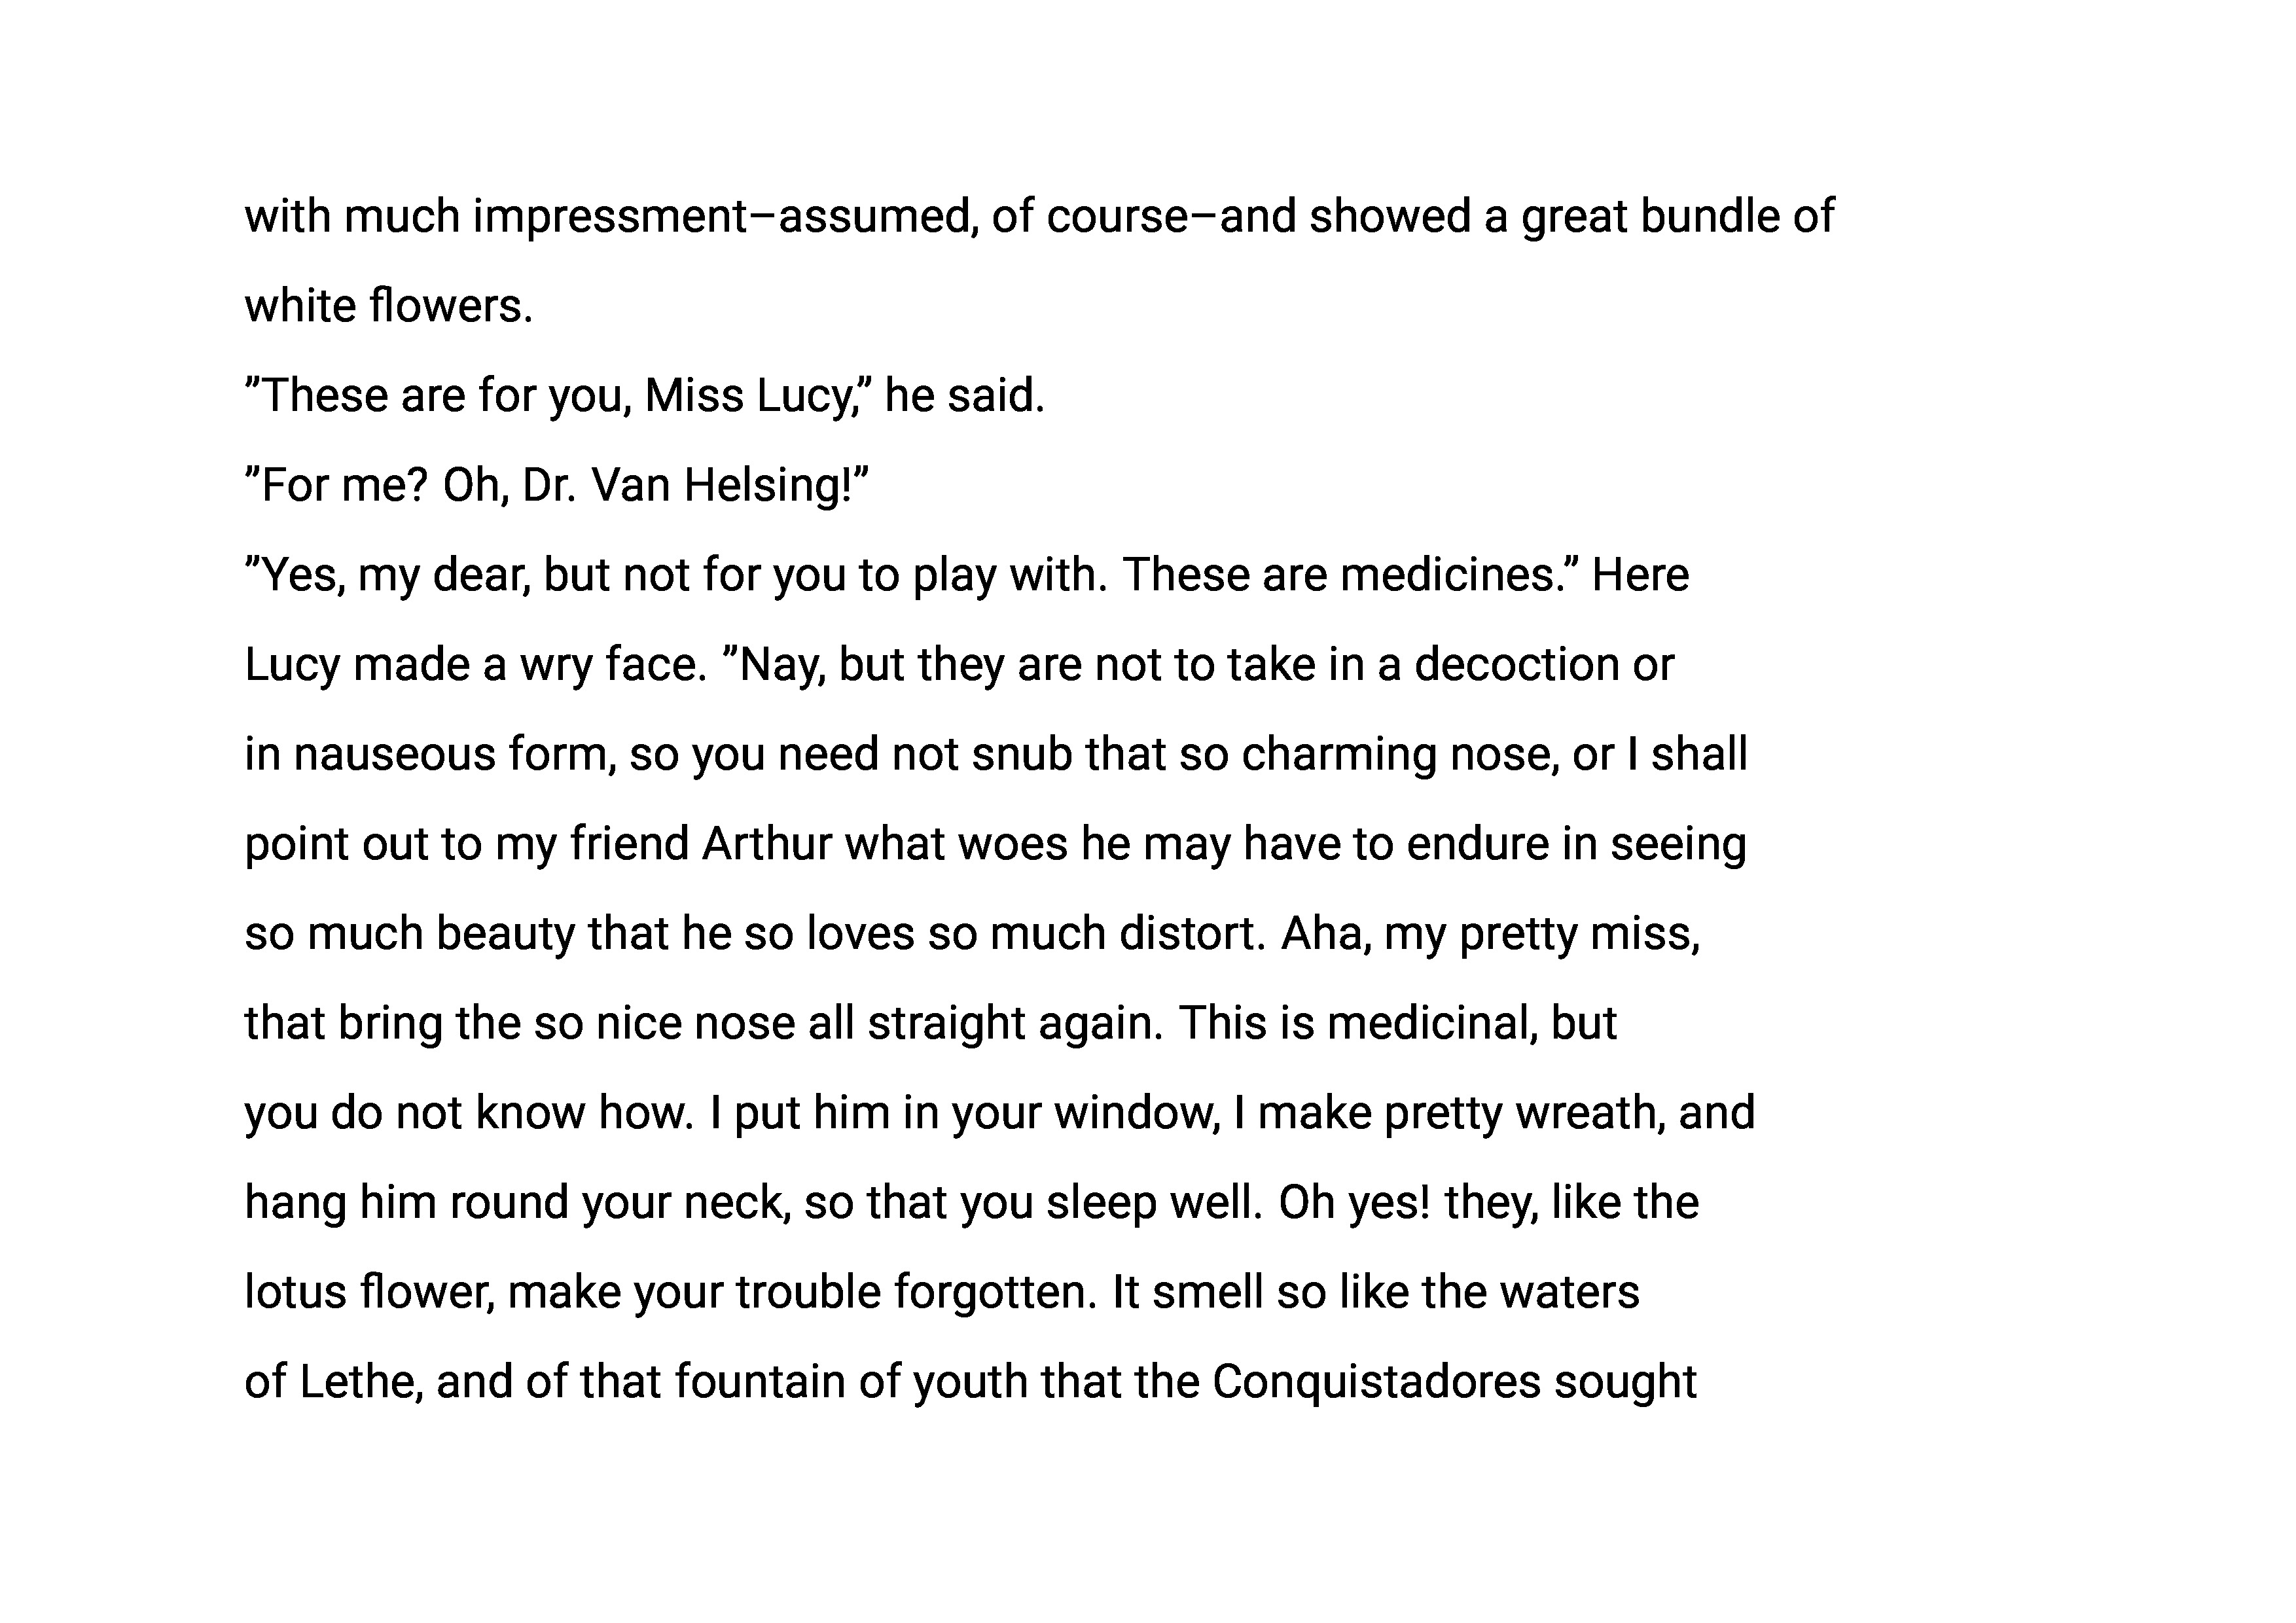 with much impressment–assumed, of course–and showed a great bundle of
white flowers.
”These are for you, Miss Lucy,” he said.
”For me? Oh, Dr. Van Helsing!”
”Yes, my dear, but not for you to play with. These are medicines.” Here
Lucy made a wry face. ”Nay, but they are not to take in a decoction or
in nauseous form, so you need not snub that so charming nose, or I shall
point out to my friend Arthur what woes he may have to endure in seeing
so much beauty that he so loves so much distort. Aha, my pretty miss,
that bring the so nice nose all straight again. This is medicinal, but
you do not know how. I put him in your window, I make pretty wreath, and
hang him round your neck, so that you sleep well. Oh yes! they, like the
lotus flower, make your trouble forgotten. It smell so like the waters
of Lethe, and of that fountain of youth that the Conquistadores sought